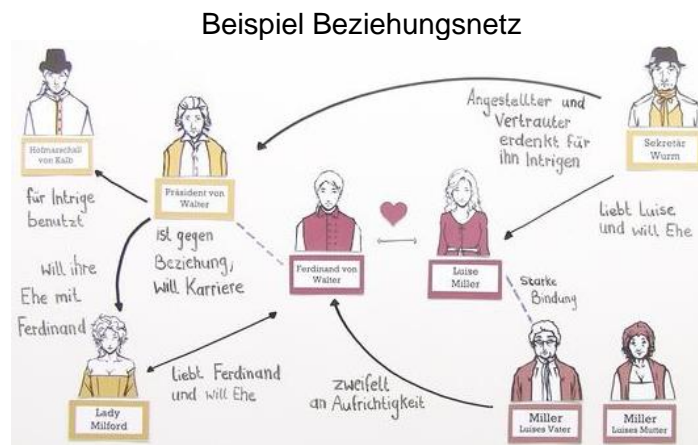 Beispiel Beziehungsnetz
Hofmarschall
von Kalb
Präsident von
Walter
Angestellter und
Vertrauter
erdenkt für
ihn Intrigen
Sekretär
Wurm
für Intrige
benutzt
ist gegen
Beziehung,
will Karriere
Ferdinand von
Walter
Luise
Miller
liebt Luise
und will Ehe
will ihre
Ehe mit
Ferdinand
Starke
Bindung
Lady
Milford
liebt Ferdinand
und will Ehe
zweifelt
an Aufrichtigkeit
Miller
Luises Vater
Miller
Luises Mutter